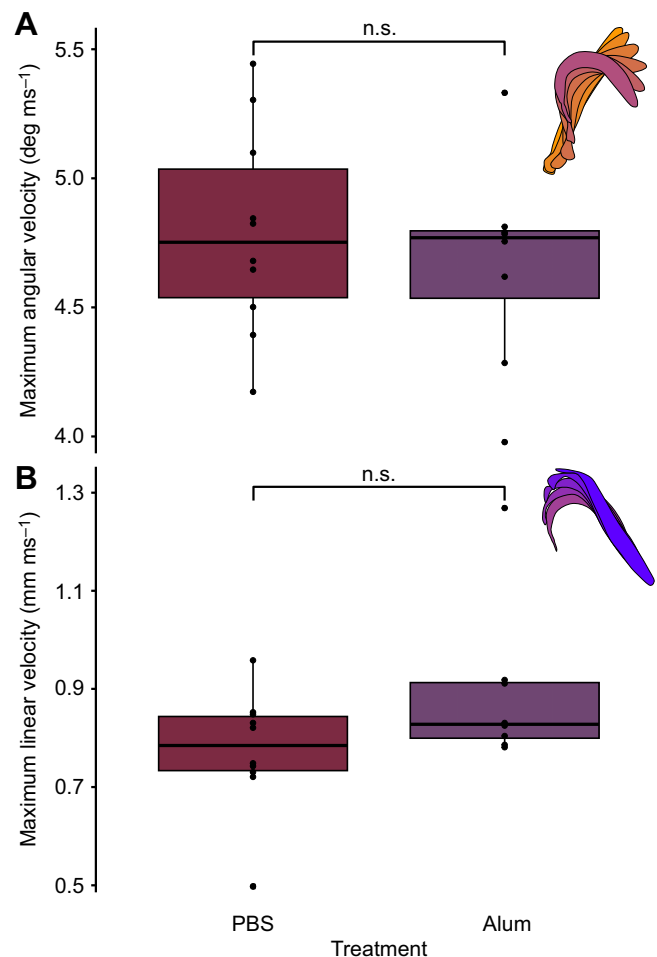 A
n.s.
5.5
5.0
4.5
4.0
Maximum angular velocity (deg ms⁻¹)
B
n.s.
1.3
1.1
0.9
0.7
0.5
Maximum linear velocity (mm ms⁻¹)
PBS
Alum
Treatment